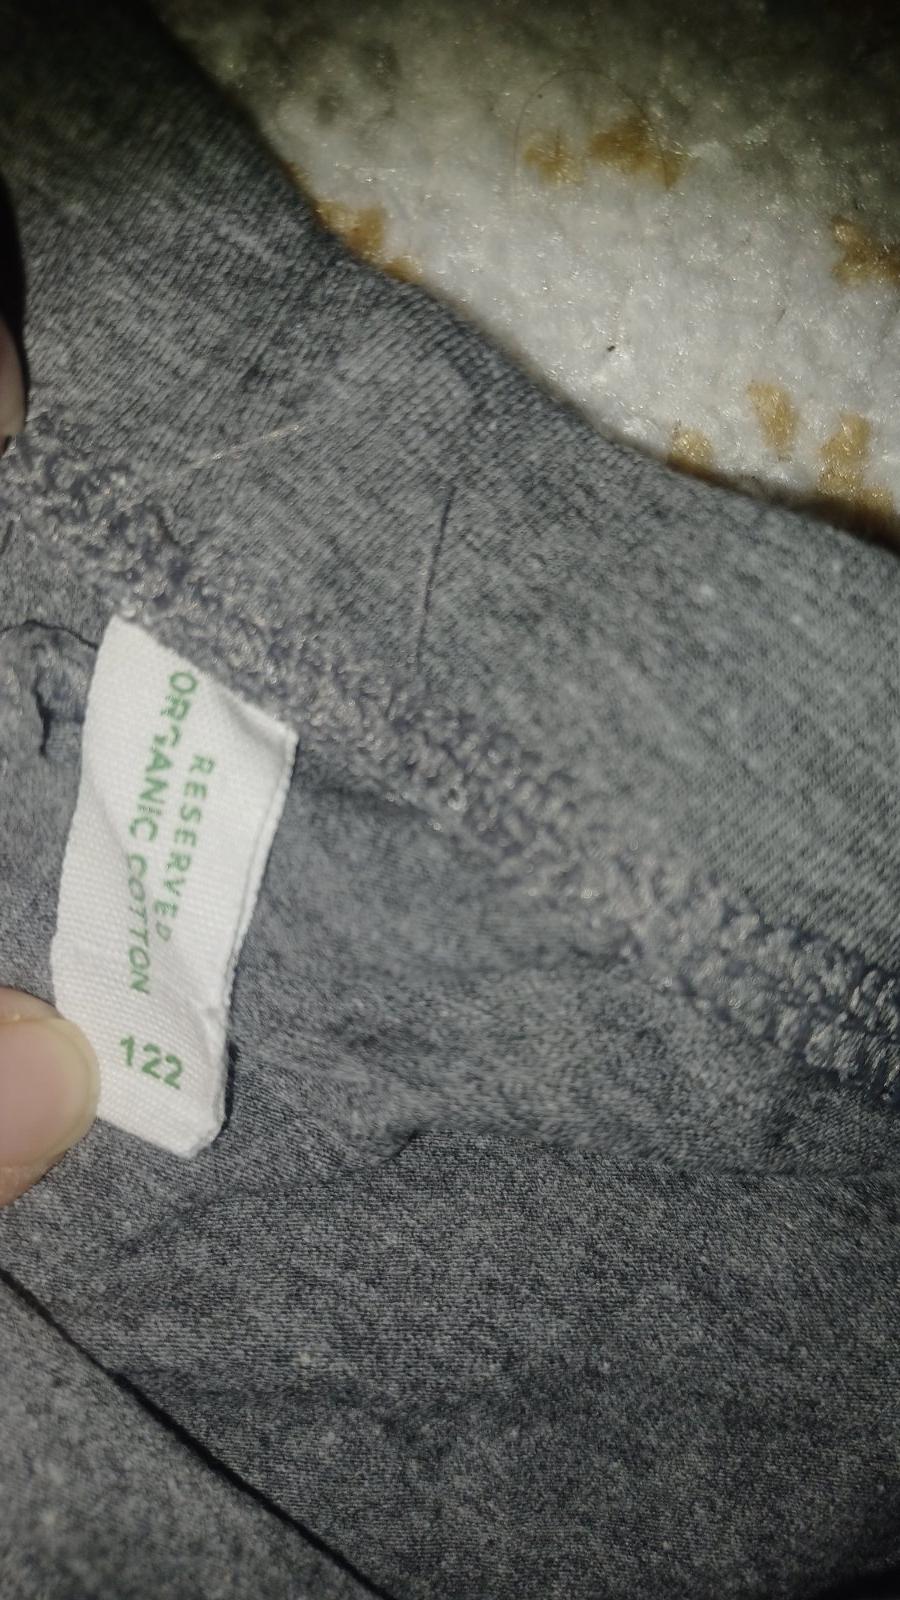 RESERVED
ORGANIC COTTON
122